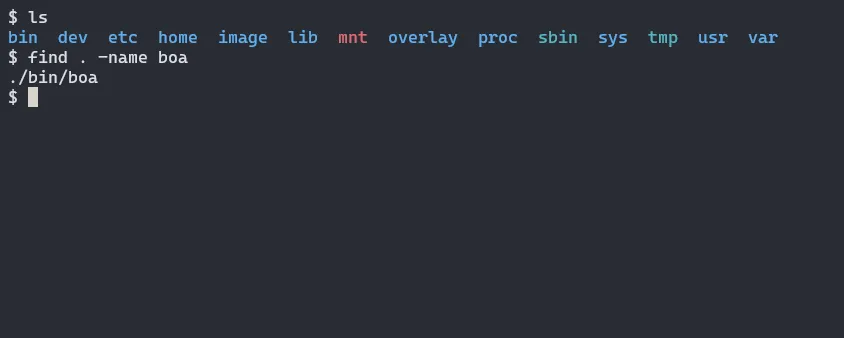 $ ls
bin  dev  etc  home  image  lib  mnt  overlay  proc  sbin  sys  tmp  usr  var
$ find . -name boa
./bin/boa
$